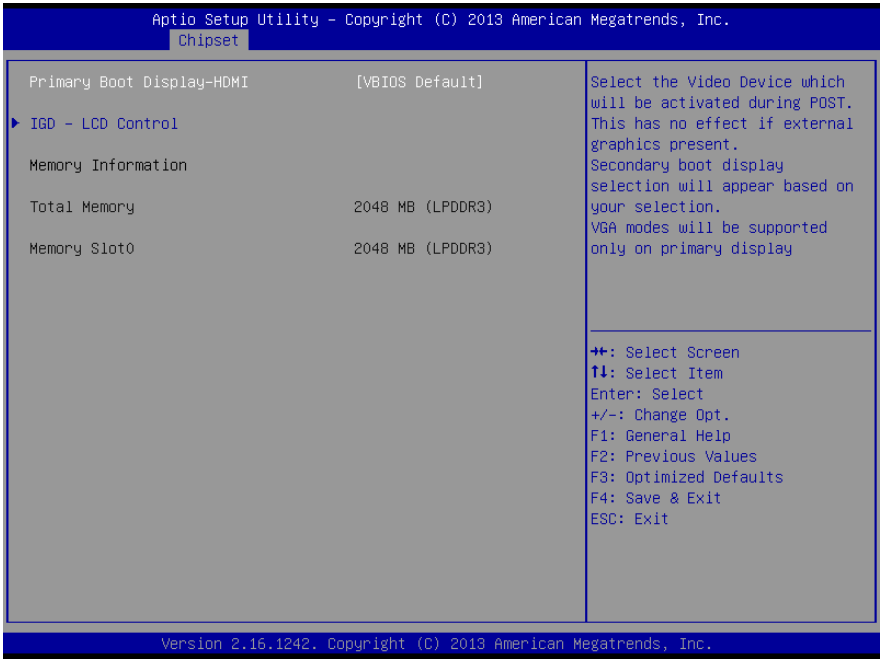 Aptio Setup Utility – Copyright (C) 2013 American Megatrends, Inc.
Chipset
Primary Boot Display-HDMI [VBIOS Default]
▶ IGD - LCD Control
Memory Information
Total Memory 2048 MB (LPDDR3)
Memory Slot0 2048 MB (LPDDR3)
Select the Video Device which
will be activated during POST.
This has no effect if external
graphics present.
Secondary boot display
selection will appear based on
your selection.
VGA modes will be supported
only on primary display
→←: Select Screen
↑↓: Select Item
Enter: Select
+/-: Change Opt.
F1: General Help
F2: Previous Values
F3: Optimized Defaults
F4: Save & Exit
ESC: Exit
Version 2.16.1242. Copyright (C) 2013 American Megatrends, Inc.